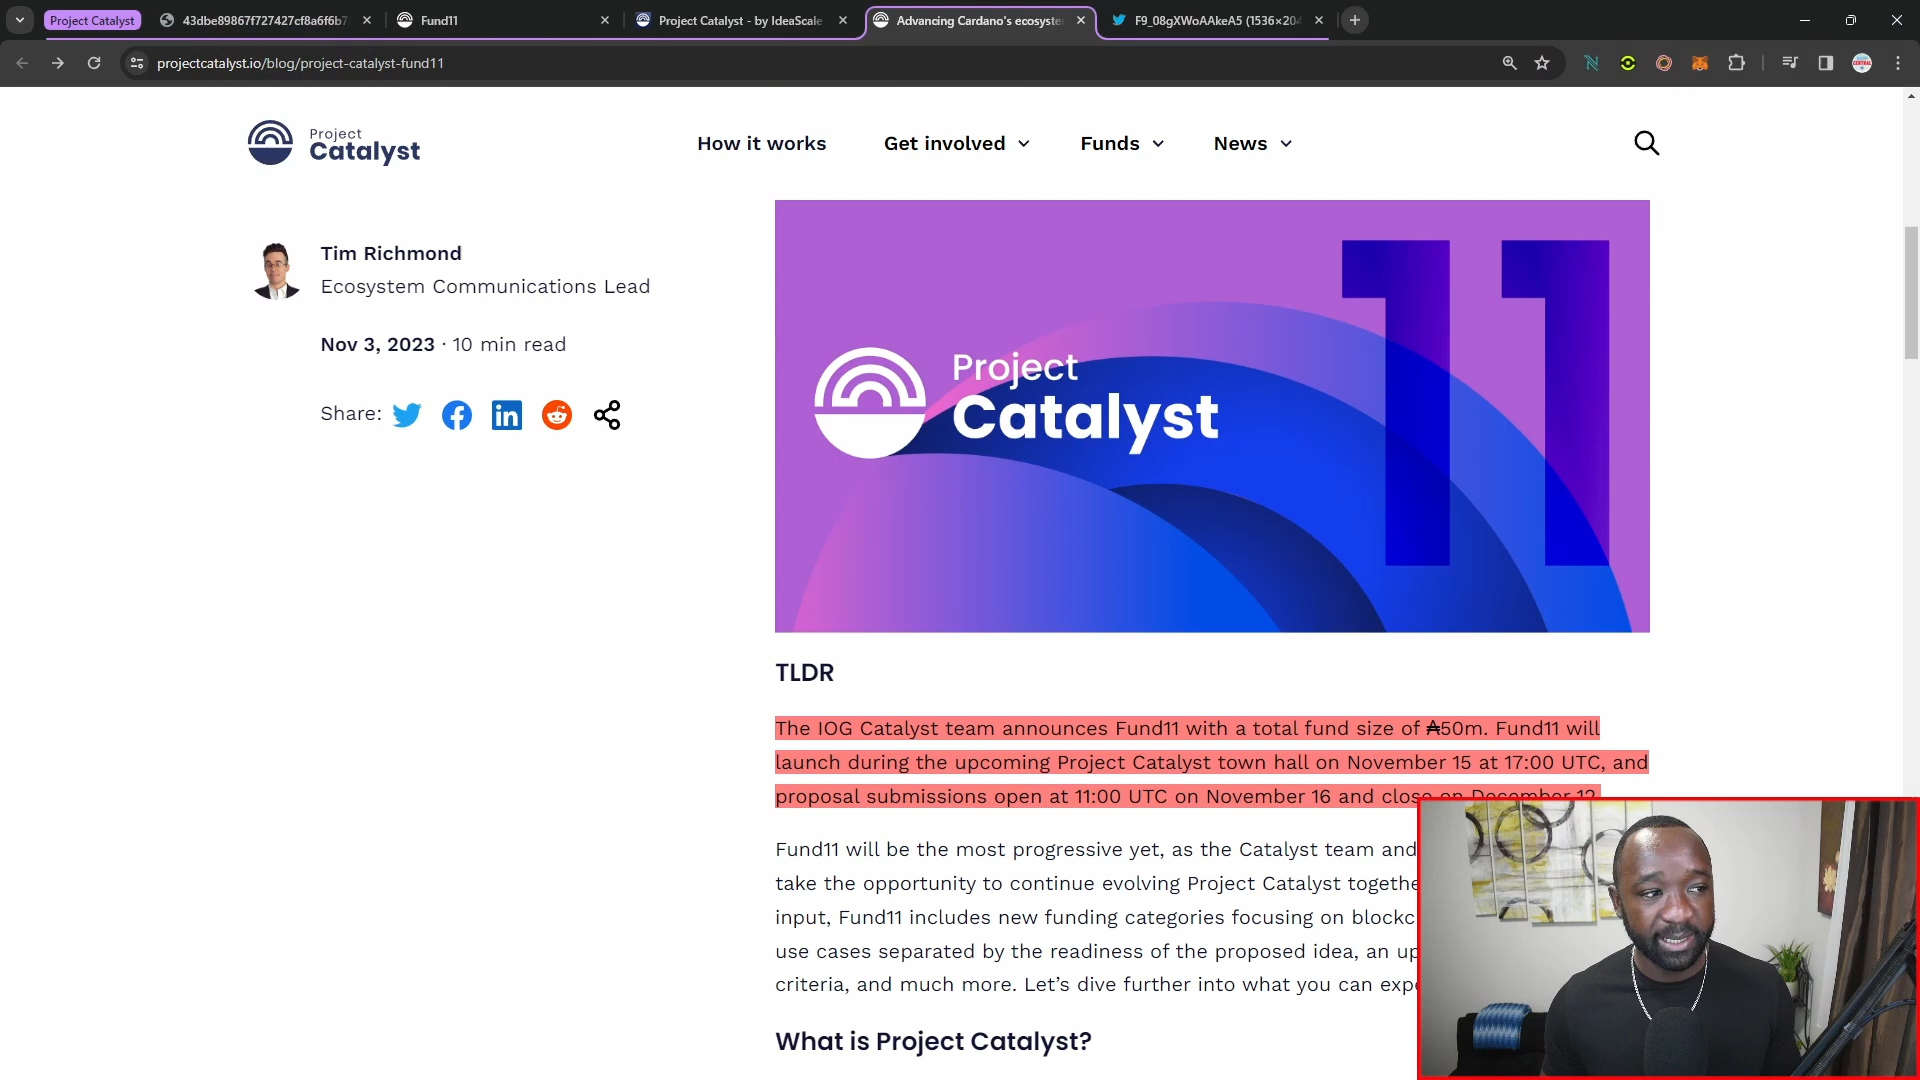 Project Catalyst
43dbe89867f727427cf8a6f6b7
Fund11
Project Catalyst - by IdeaScale
Advancing Cardano's ecosyste
F9_08gXWoAAkeA5 (1536×204
projectcatalyst.io/blog/project-catalyst-fund11
Project
Catalyst
How it works
Get involved
Funds
News
Tim Richmond
Ecosystem Communications Lead
Nov 3, 2023 · 10 min read
Share:
Project
Catalyst
11
TLDR
The IOG Catalyst team announces Fund11 with a total fund size of ₳50m. Fund11 will
launch during the upcoming Project Catalyst town hall on November 15 at 17:00 UTC, and
proposal submissions open at 11:00 UTC on November 16 and close on December 12.
Fund11 will be the most progressive yet, as the Catalyst team and
take the opportunity to continue evolving Project Catalyst togethe
input, Fund11 includes new funding categories focusing on blockc
use cases separated by the readiness of the proposed idea, an up
criteria, and much more. Let's dive further into what you can expe
What is Project Catalyst?